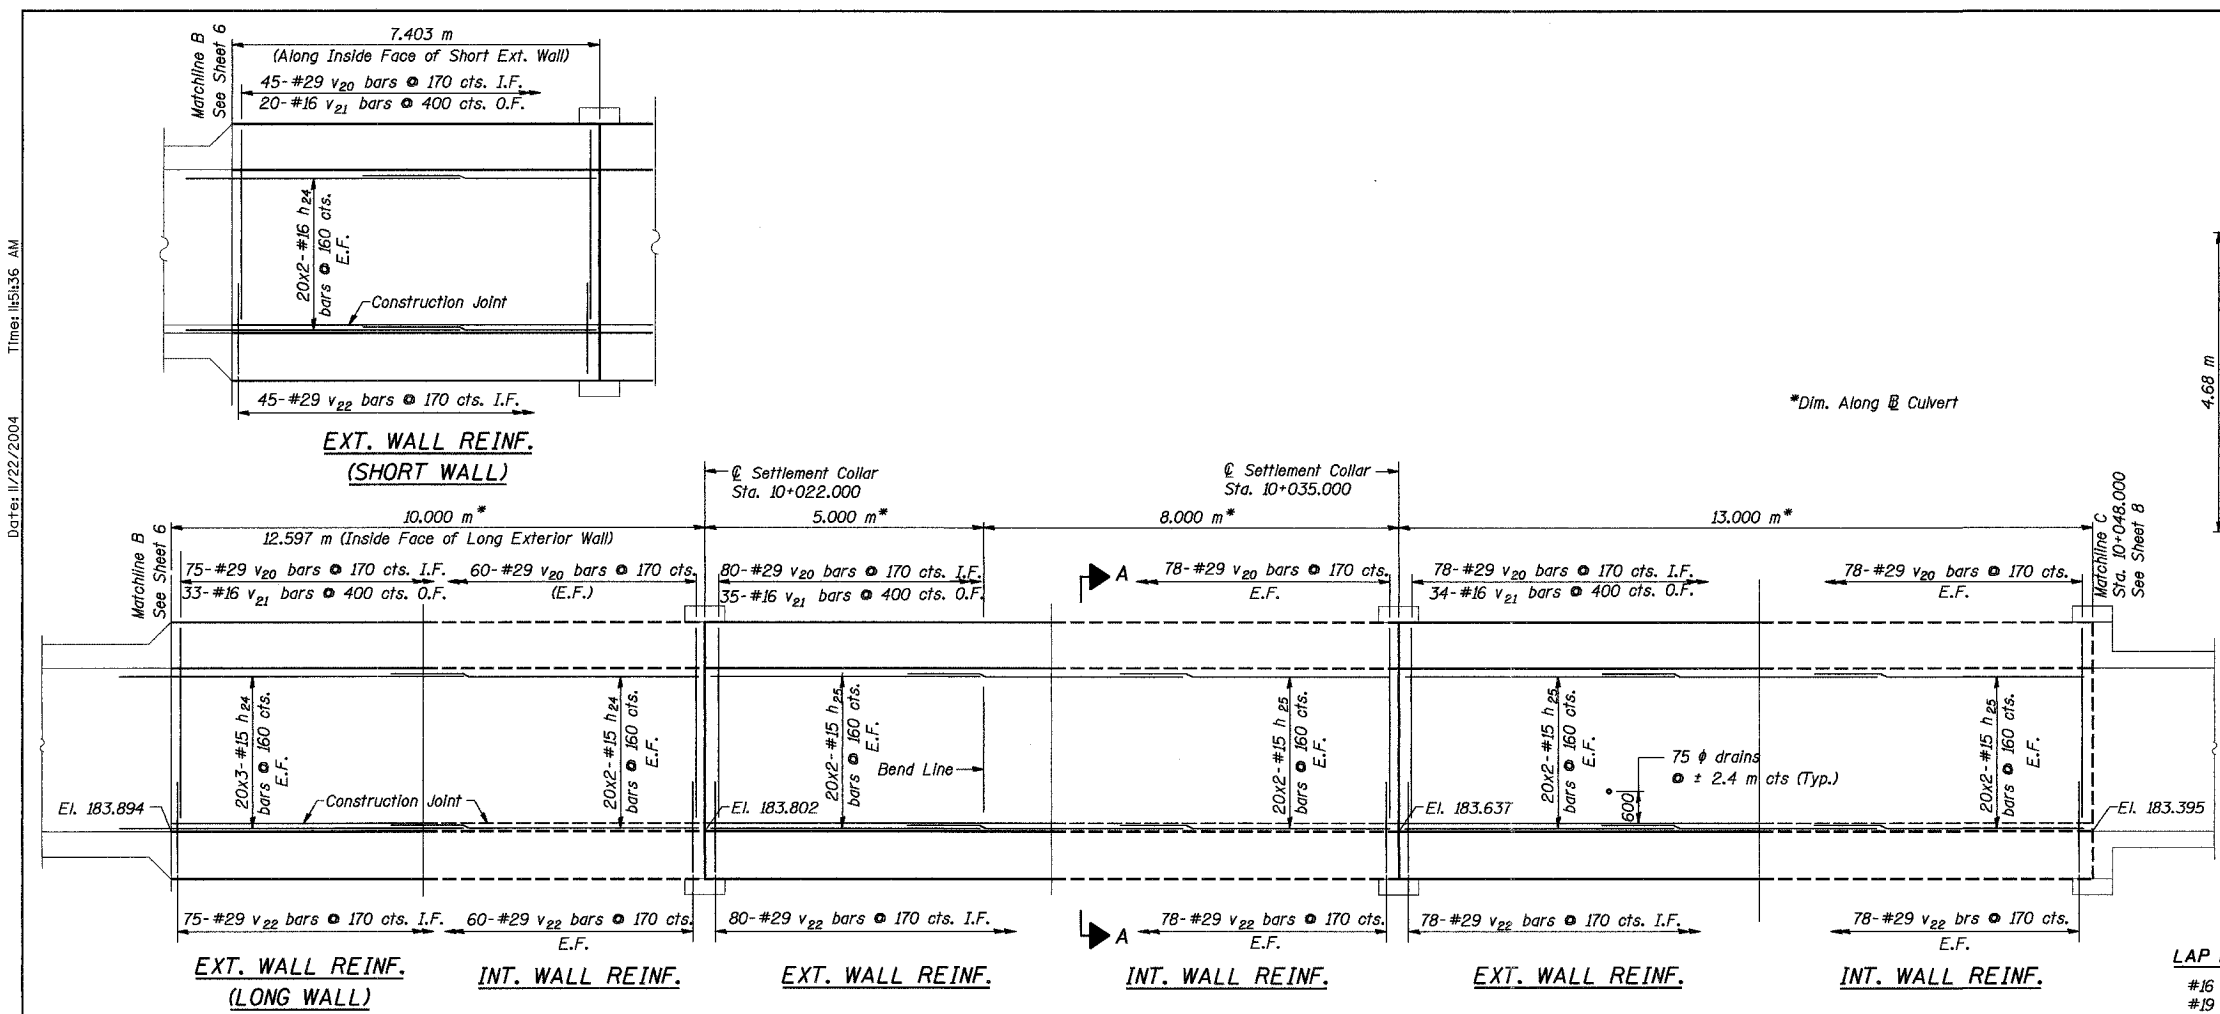 Date: 11/22/2004 Time: 11:51:36 AM
Matchline B
See Sheet 6
7.403 m
(Along Inside Face of Short Ext. Wall)
45-#29 v20 bars @ 170 cts. I.F.
20-#16 v21 bars @ 400 cts. O.F.
20x2-#16 h24
bars @ 160 cts.
E.F.
Construction Joint
45-#29 v22 bars @ 170 cts. I.F.
EXT. WALL REINF.
(SHORT WALL)
*Dim. Along ⅊ Culvert
4.68 m
℄ Settlement Collar
Sta. 10+022.000
℄ Settlement Collar
Sta. 10+035.000
Matchline B
See Sheet 6
10.000 m*
12.597 m (Inside Face of Long Exterior Wall)
5.000 m*
8.000 m*
13.000 m*
Matchline C
Sta. 10+048.000
See Sheet 8
75-#29 v20 bars @ 170 cts. I.F.
33-#16 v21 bars @ 400 cts. O.F.
60-#29 v20 bars @ 170 cts.
(E.F.)
80-#29 v20 bars @ 170 cts. I.F.
35-#16 v21 bars @ 400 cts. O.F.
A
78-#29 v20 bars @ 170 cts.
E.F.
78-#29 v20 bars @ 170 cts. I.F.
34-#16 v21 bars @ 400 cts. O.F.
78-#29 v20 bars @ 170 cts.
E.F.
20x3-#15 h24
bars @ 160 cts.
E.F.
20x2-#15 h24
bars @ 160 cts.
E.F.
20x2-#15 h25
bars @ 160 cts.
E.F.
Bend Line
20x2-#15 h25
bars @ 160 cts.
E.F.
20x2-#15 h25
bars @ 160 cts.
E.F.
75 ϕ drains
@ ± 2.4 m cts (Typ.)
600
20x2-#15 h25
bars @ 160 cts.
E.F.
El. 183.894
Construction Joint
El. 183.802
El. 183.637
El. 183.395
75-#29 v22 bars @ 170 cts. I.F.
60-#29 v22 bars @ 170 cts.
E.F.
80-#29 v22 bars @ 170 cts. I.F.
A
78-#29 v22 bars @ 170 cts.
E.F.
78-#29 v22 bars @ 170 cts. I.F.
78-#29 v22 brs @ 170 cts.
E.F.
EXT. WALL REINF.
(LONG WALL)
INT. WALL REINF.
EXT. WALL REINF.
INT. WALL REINF.
EXT. WALL REINF.
INT. WALL REINF.
LAP
#16
#19